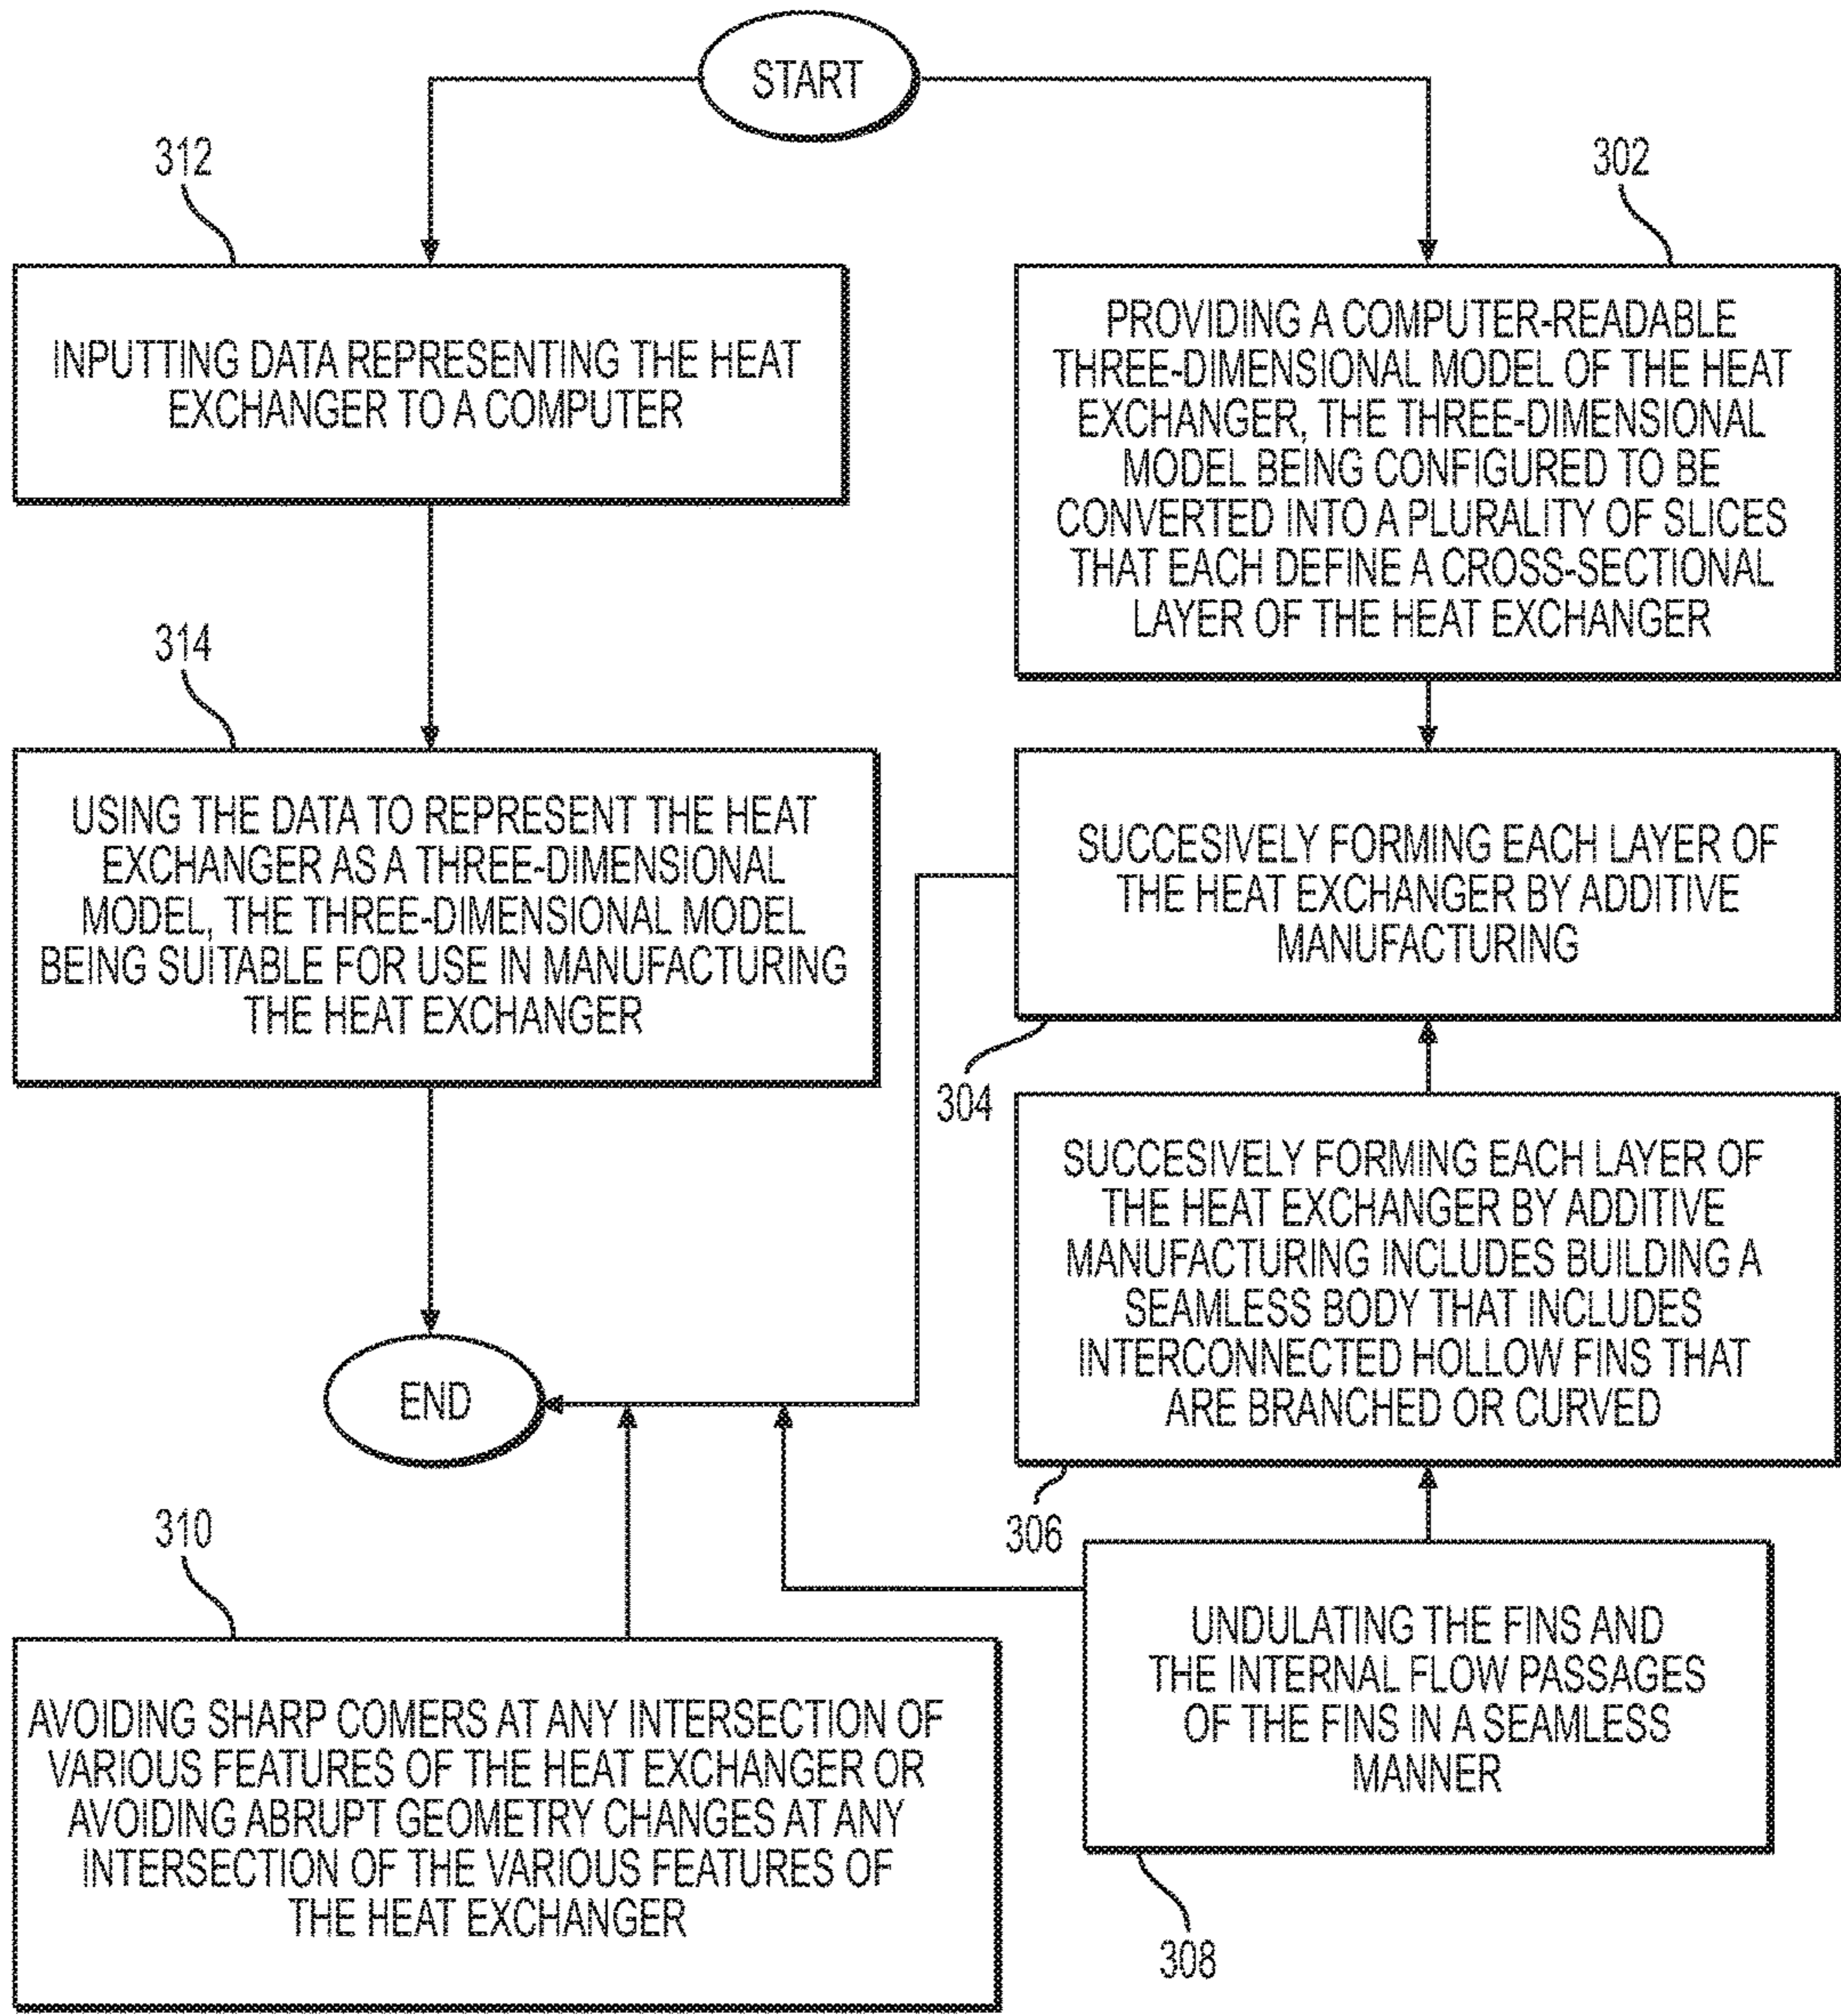 START
312
INPUTTING DATA REPRESENTING THE HEAT
EXCHANGER TO A COMPUTER
302
PROVIDING A COMPUTER-READABLE
THREE-DIMENSIONAL MODEL OF THE HEAT
EXCHANGER, THE THREE-DIMENSIONAL
MODEL BEING CONFIGURED TO BE
CONVERTED INTO A PLURALITY OF SLICES
THAT EACH DEFINE A CROSS-SECTIONAL
LAYER OF THE HEAT EXCHANGER
314
USING THE DATA TO REPRESENT THE HEAT
EXCHANGER AS A THREE-DIMENSIONAL
MODEL, THE THREE-DIMENSIONAL MODEL
BEING SUITABLE FOR USE IN MANUFACTURING
THE HEAT EXCHANGER
SUCCESIVELY FORMING EACH LAYER OF
THE HEAT EXCHANGER BY ADDITIVE
MANUFACTURING
304
SUCCESIVELY FORMING EACH LAYER OF
THE HEAT EXCHANGER BY ADDITIVE
MANUFACTURING INCLUDES BUILDING A
SEAMLESS BODY THAT INCLUDES
INTERCONNECTED HOLLOW FINS THAT
ARE BRANCHED OR CURVED
306
END
310
AVOIDING SHARP COMERS AT ANY INTERSECTION OF
VARIOUS FEATURES OF THE HEAT EXCHANGER OR
AVOIDING ABRUPT GEOMETRY CHANGES AT ANY
INTERSECTION OF THE VARIOUS FEATURES OF
THE HEAT EXCHANGER
UNDULATING THE FINS AND
THE INTERNAL FLOW PASSAGES
OF THE FINS IN A SEAMLESS
MANNER
308